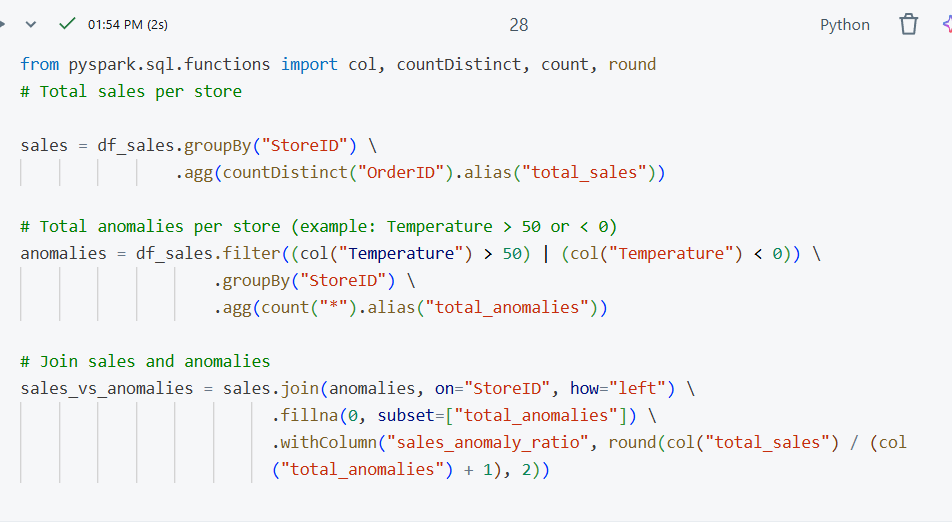 01:54 PM (2s) 28 Python
from pyspark.sql.functions import col, countDistinct, count, round
# Total sales per store
sales = df_sales.groupBy("StoreID") \
.agg(countDistinct("OrderID").alias("total_sales"))
# Total anomalies per store (example: Temperature > 50 or < 0)
anomalies = df_sales.filter((col("Temperature") > 50) | (col("Temperature") < 0)) \
.groupBy("StoreID") \
.agg(count("*").alias("total_anomalies"))
# Join sales and anomalies
sales_vs_anomalies = sales.join(anomalies, on="StoreID", how="left") \
.fillna(0, subset=["total_anomalies"]) \
.withColumn("sales_anomaly_ratio", round(col("total_sales") / (col
("total_anomalies") + 1), 2))